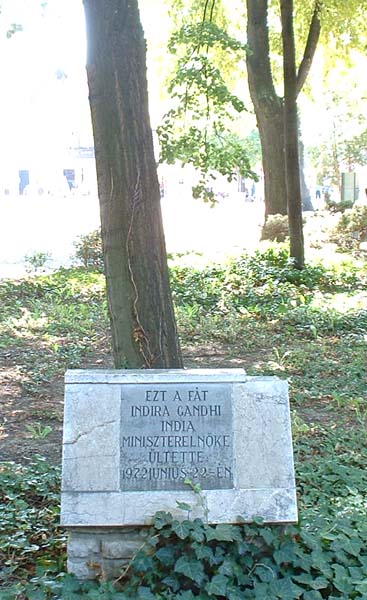 EZT A FÁT
INDIRA GANDHI
INDIA
MINISZTERELNÖKE
ÜLTETTE
1972 JUNIUS 22-ÉN